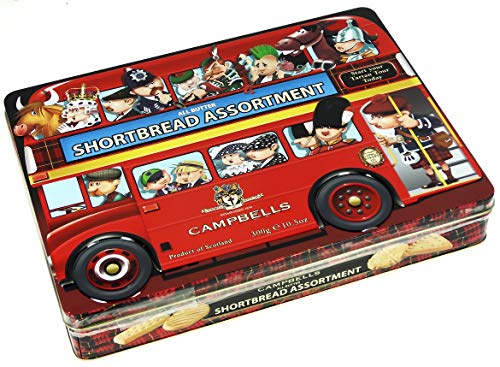 Start your
Tartan Tour
Today
ALL BUTTER
SHORTBREAD ASSORTMENT
CAMPBELLS
300g e 10.5oz
Product of Scotland
CAMPBELLS
SHORTBREAD ASSORTMENT